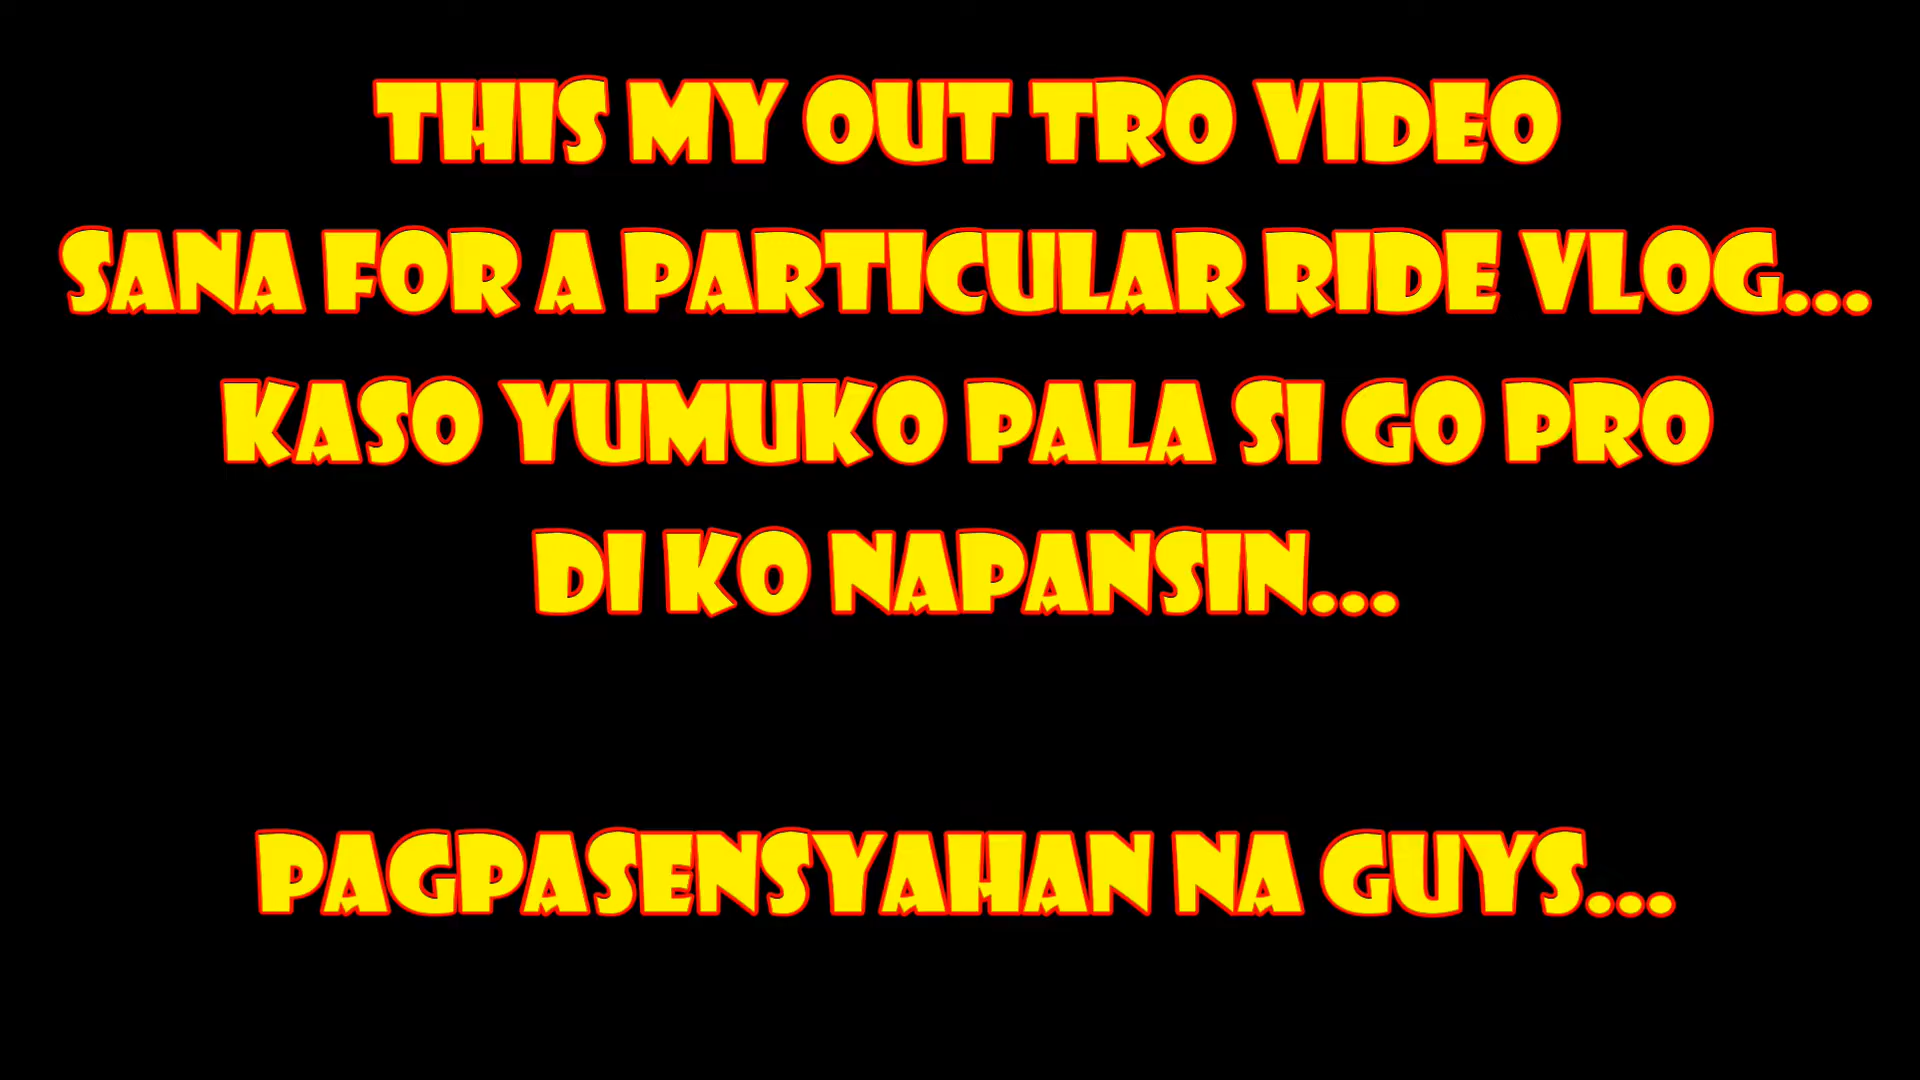 THIS MY OUT TRO VIDEO
SANA FOR A PARTICULAR RIDE VLOG...
KASO YUMUKO PALA SI GO PRO
DI KO NAPANSIN...
PAGPASENSYAHAN NA GUYS...